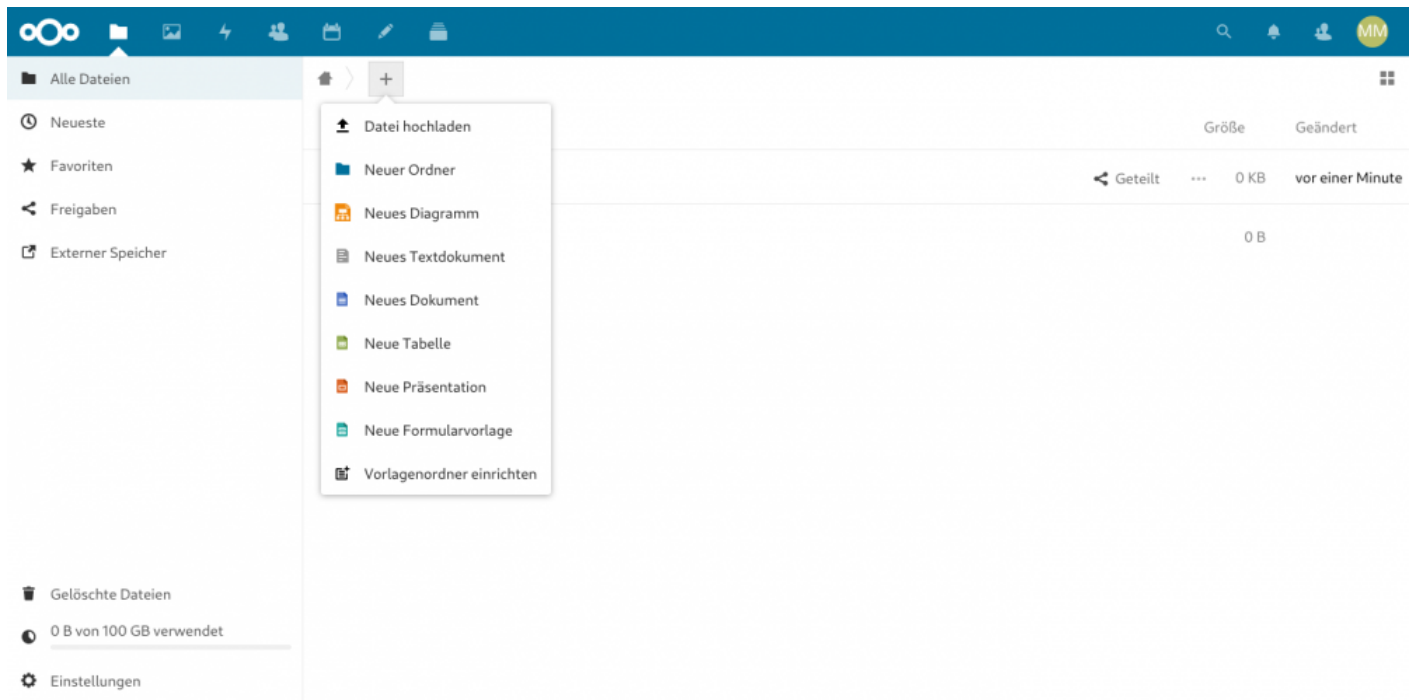 MM
Alle Dateien
Neueste
Favoriten
Freigaben
Externer Speicher
Gelöschte Dateien
0 B von 100 GB verwendet
Einstellungen
+
Datei hochladen
Neuer Ordner
Neues Diagramm
Neues Textdokument
Neues Dokument
Neue Tabelle
Neue Präsentation
Neue Formularvorlage
Vorlagenordner einrichten
Größe Geändert
Geteilt ... 0 KB vor einer Minute
0 B